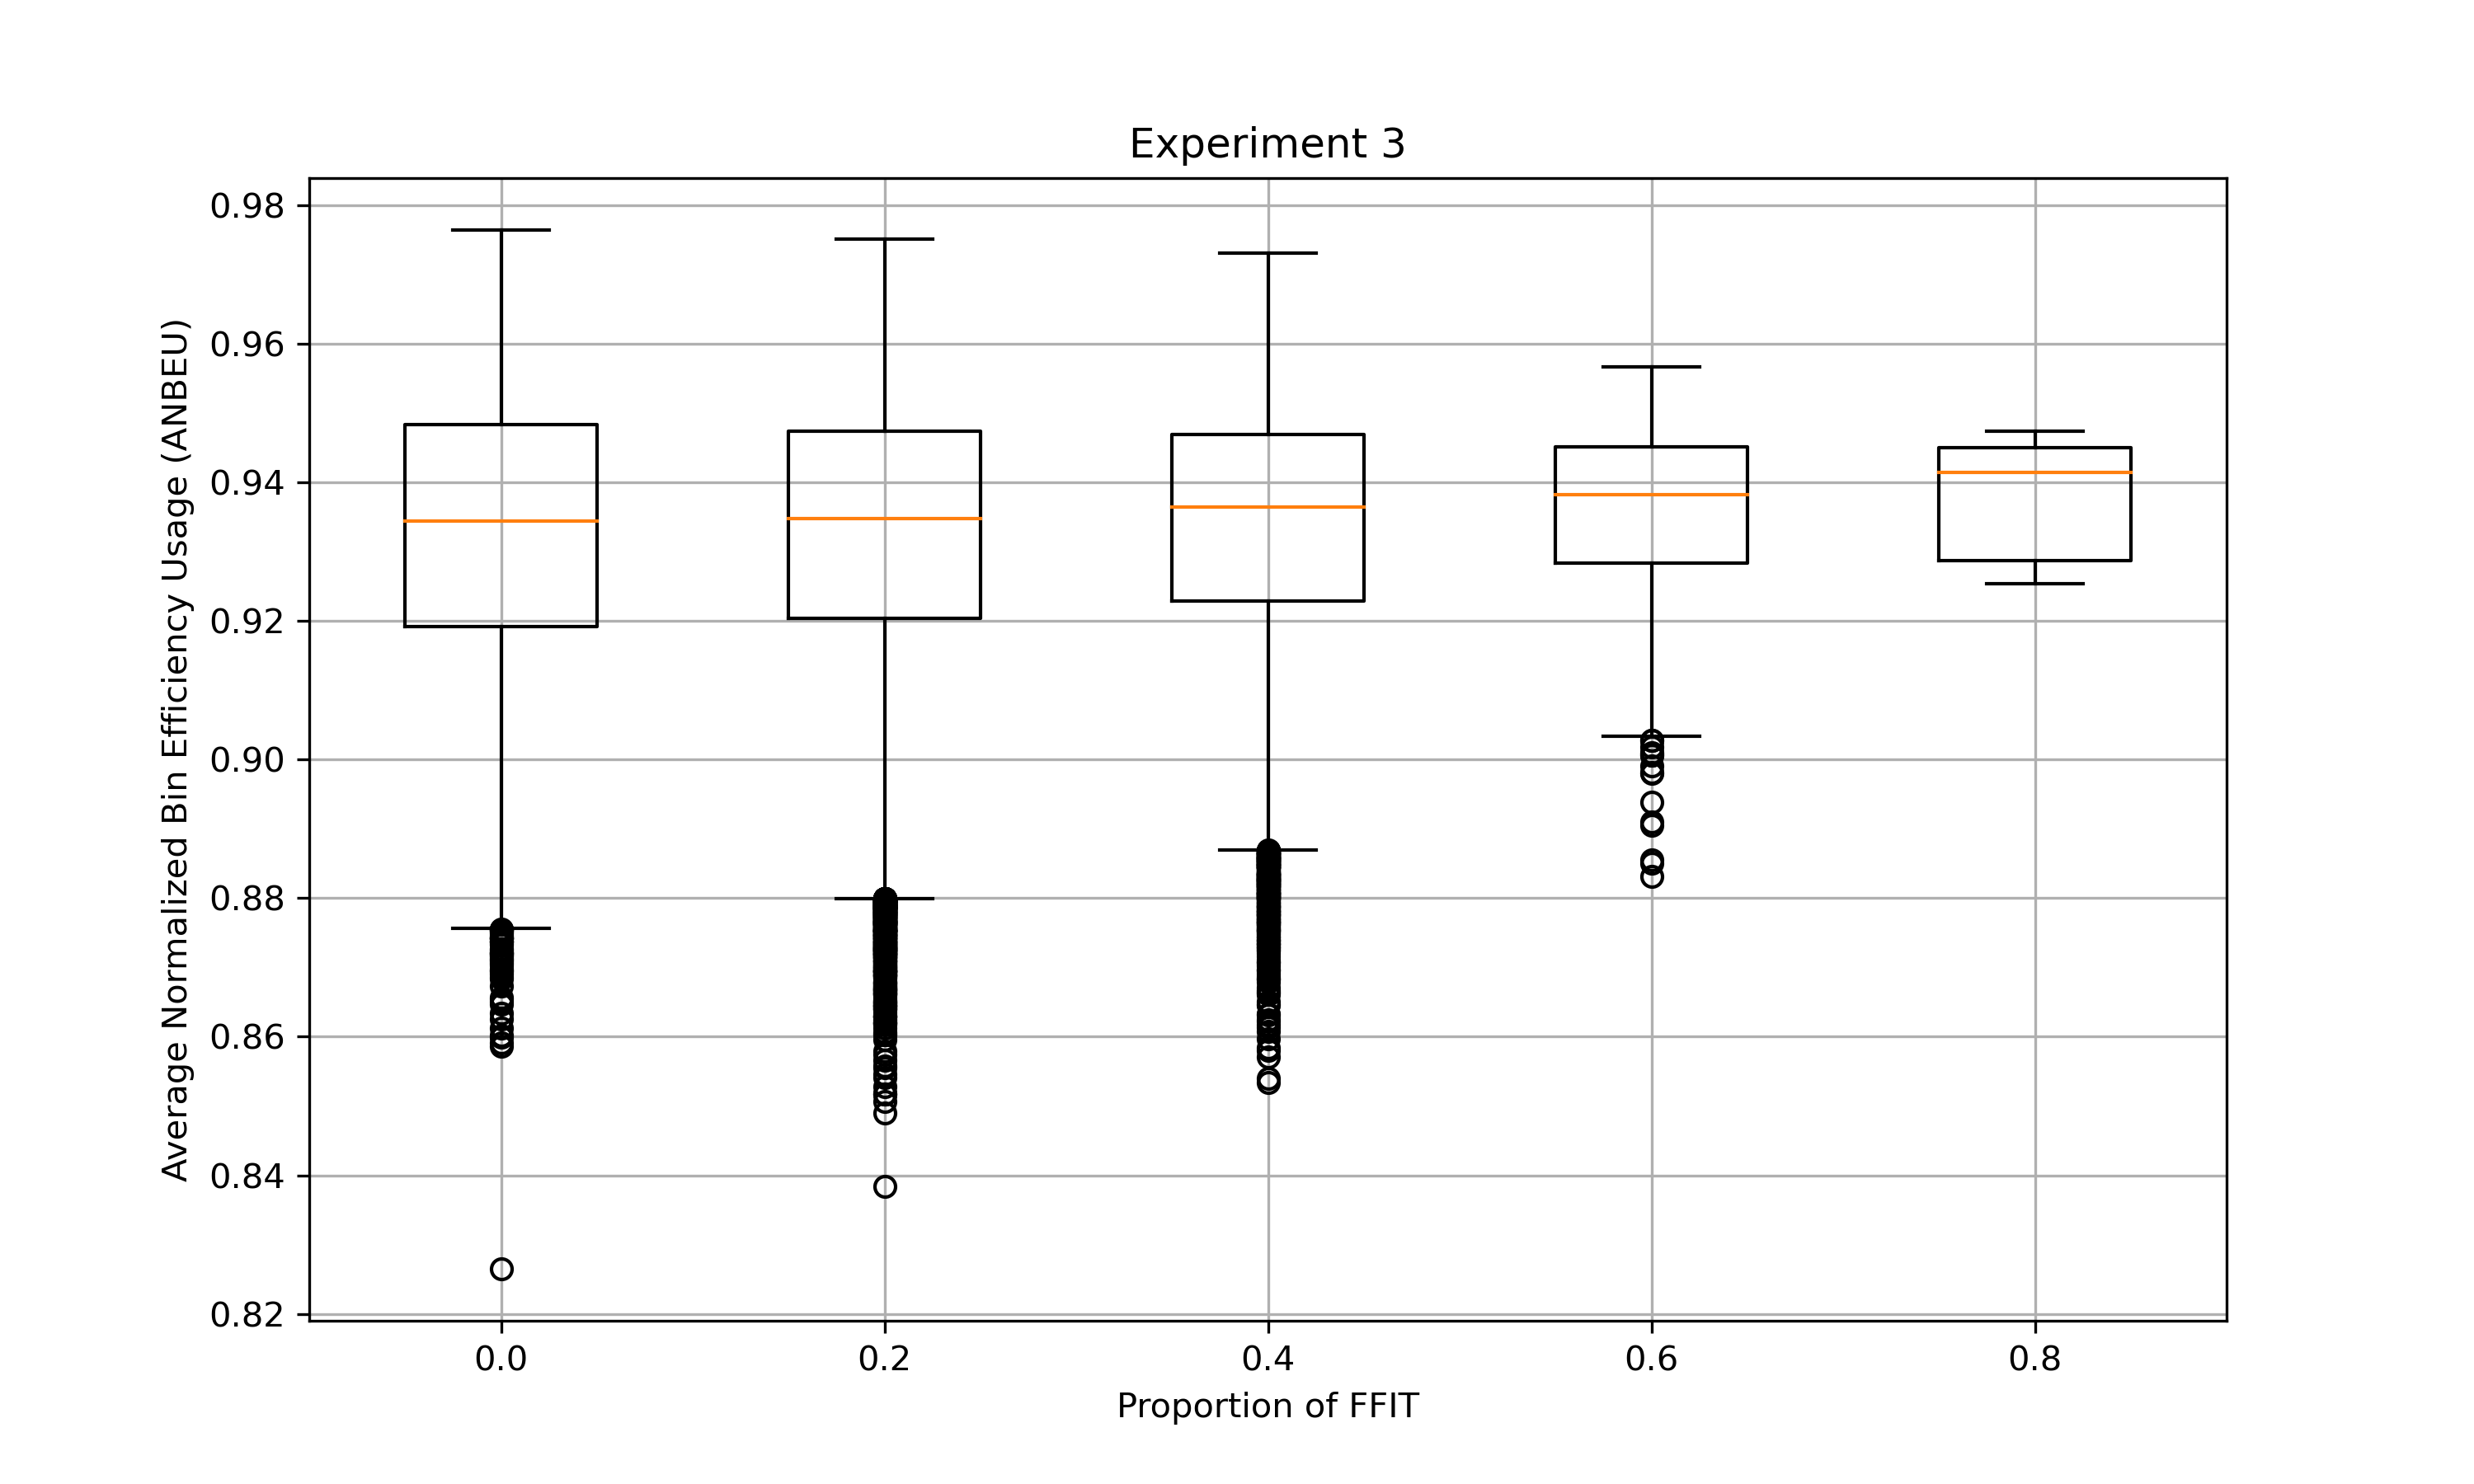 Experiment 3
Average Normalized Bin Efficiency Usage (ANBEU)
0.98
0.96
0.94
0.92
0.90
0.88
0.86
0.84
0.82
0.0 0.2 0.4 0.6 0.8
Proportion of FFIT